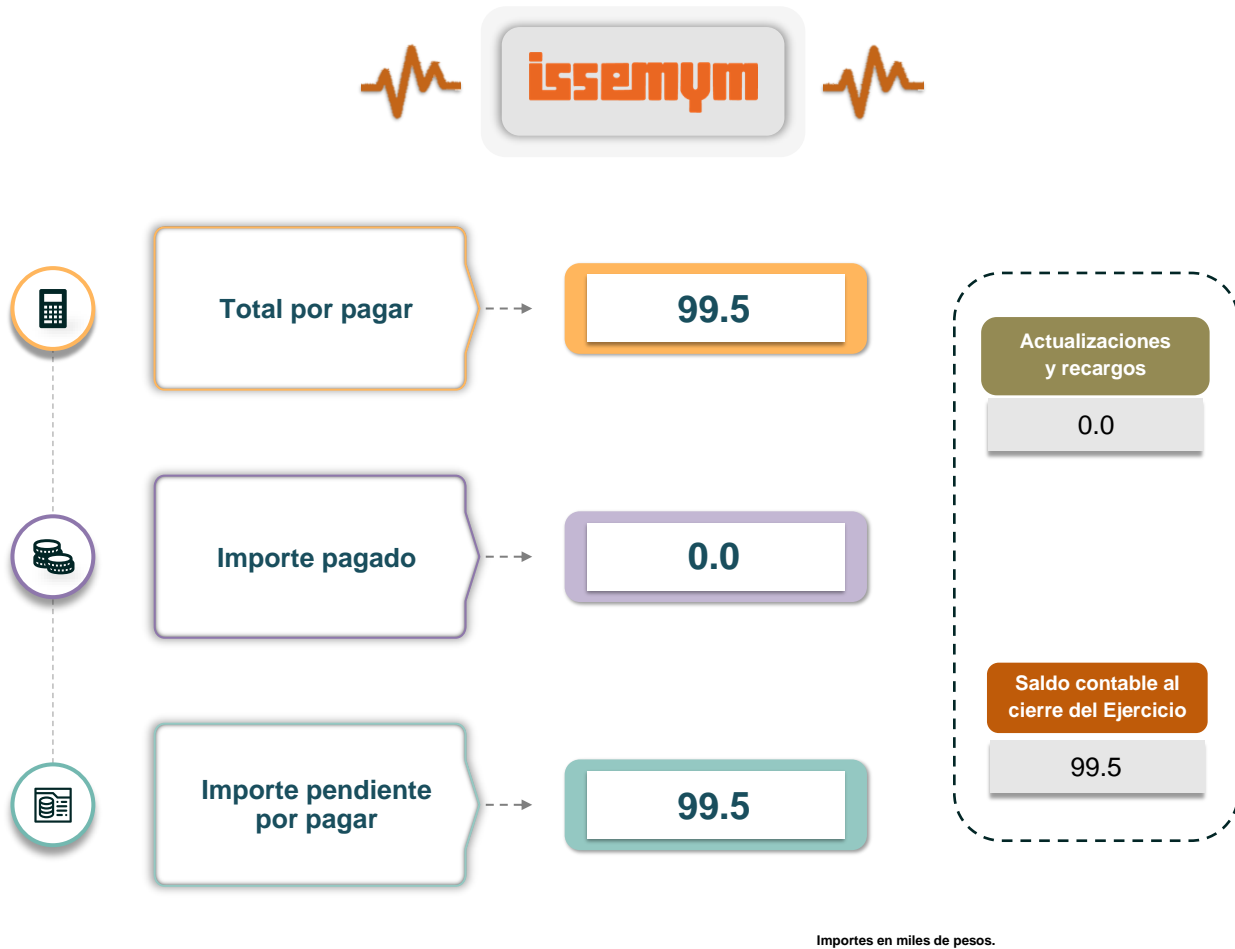 issemym
Total por pagar
99.5
Actualizaciones
y recargos
0.0
Importe pagado
0.0
Importe pendiente
por pagar
99.5
Saldo contable al
cierre del Ejercicio
99.5
Importes en miles de pesos.